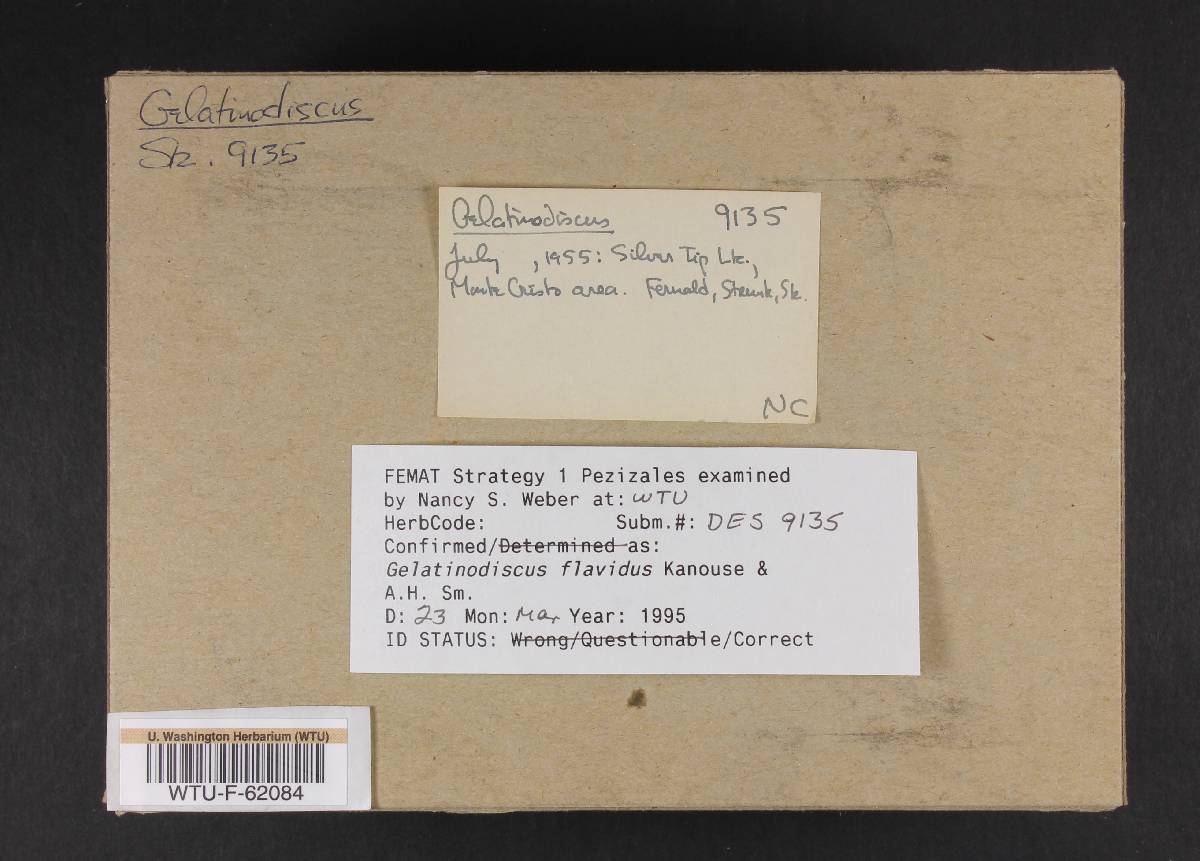 Gelatinodiscus
Sk. 9135
Gelatinodiscus 9135
July , 1955: Silver Tip Lk.,
Monte Cristo area. Fernald, Strunk, Sk.
NC
FEMAT Strategy 1 Pezizales examined
by Nancy S. Weber at: WTU
HerbCode: Subm.#: DES 9135
Confirmed/Determined as:
Gelatinodiscus flavidus Kanouse &
A.H. Sm.
D: 23 Mon: Mar Year: 1995
ID STATUS: Wrong/Questionable/Correct
U. Washington Herbarium (WTU)
WTU-F-62084